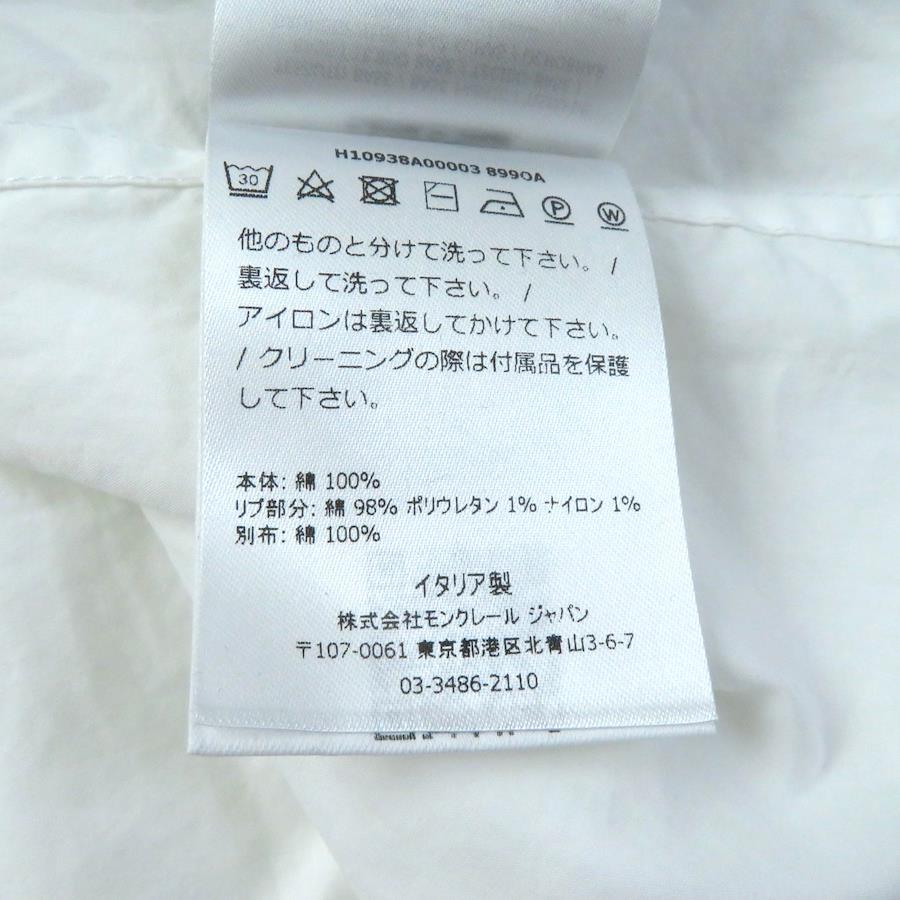 H10938A00003 8990A
30
P
W
他のものと分けて洗って下さい。 /
裏返して洗って下さい。 /
アイロンは裏返してかけて下さい。
/ クリーニングの際は付属品を保護
して下さい。
本体: 綿 100%
リブ部分: 綿 98% ポリウレタン 1% ナイロン 1%
別布: 綿 100%
イタリア製
株式会社モンクレール ジャパン
〒107-0061 東京都港区北青山3-6-7
03-3486-2110